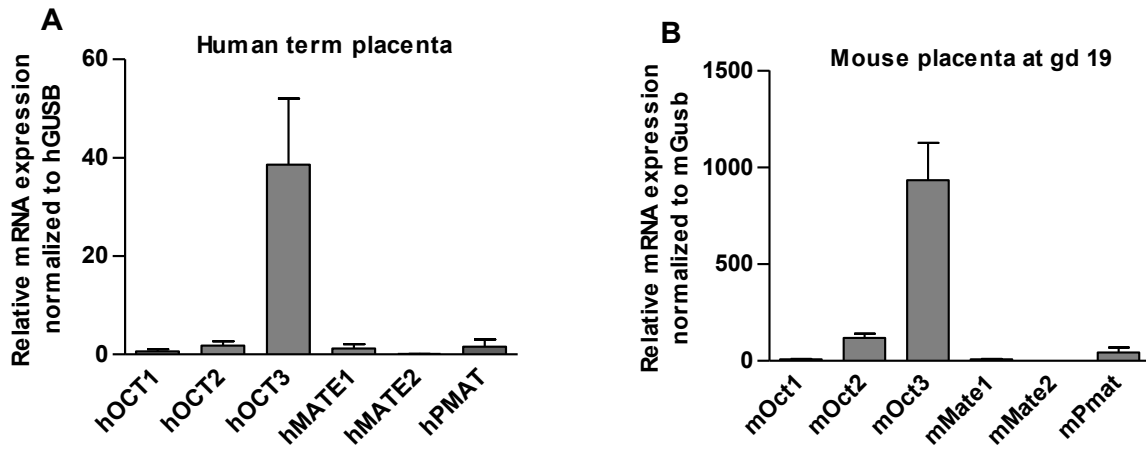 A
Human term placenta
Relative mRNA expression
normalized to hGUSB
60
40
20
0
hOCT1
hOCT2
hOCT3
hMATE1
hMATE2
hPMAT
B
Mouse placenta at gd 19
Relative mRNA expression
normalized to mGusb
1500
1000
500
0
mOct1
mOct2
mOct3
mMate1
mMate2
mPmat